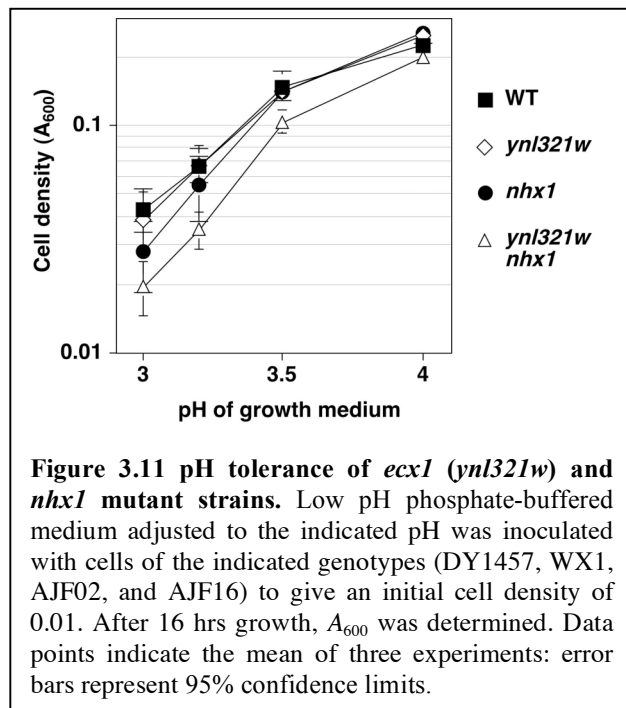 Cell density (A600)
0.1
0.01
3
3.5
4
pH of growth medium
WT
ynl321w
nhx1
ynl321w
nhx1
Figure 3.11 pH tolerance of ecx1 (ynl321w) and
nhx1 mutant strains. Low pH phosphate-buffered
medium adjusted to the indicated pH was inoculated
with cells of the indicated genotypes (DY1457, WX1,
AJF02, and AJF16) to give an initial cell density of
0.01. After 16 hrs growth, A600 was determined. Data
points indicate the mean of three experiments: error
bars represent 95% confidence limits.